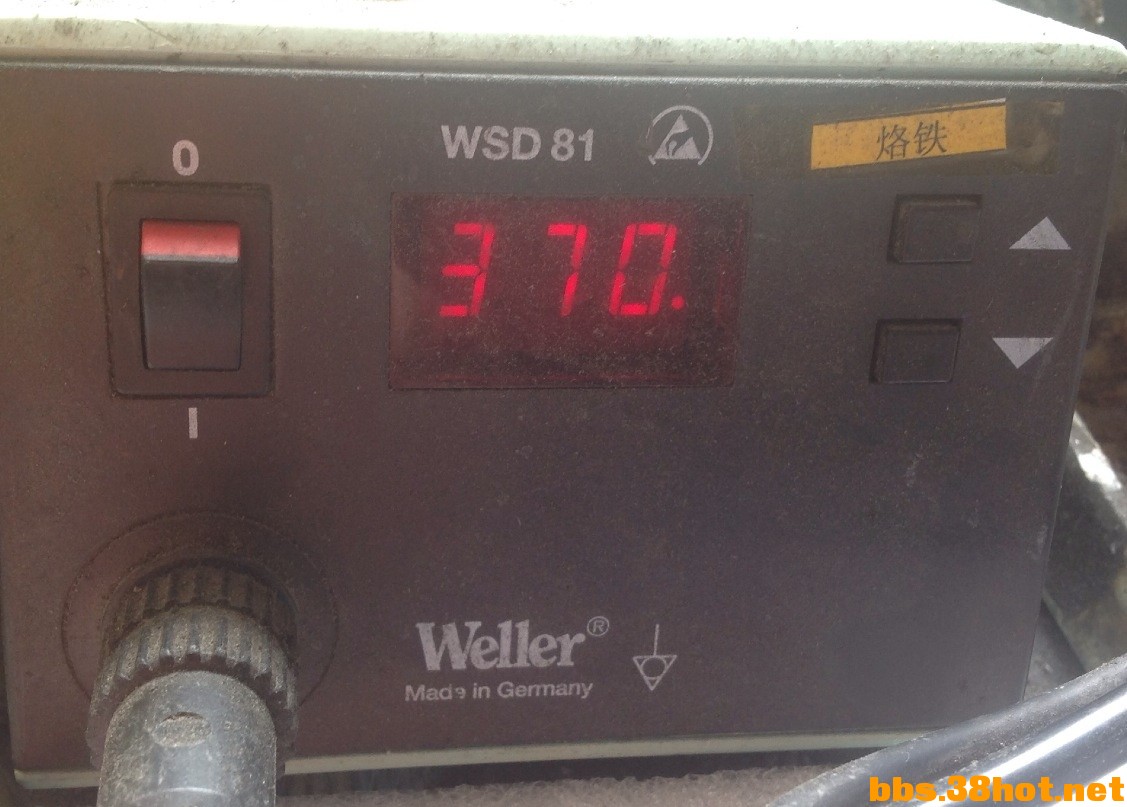 0
WSD 81
烙铁
370.
I
Weller®
Made in Germany
bbs.38hot.net